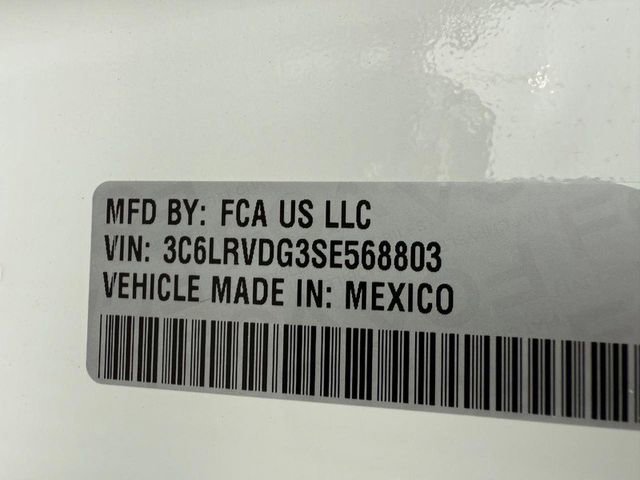 MFD BY: FCA US LLC
VIN: 3C6LRVDG3SE568803
VEHICLE MADE IN: MEXICO